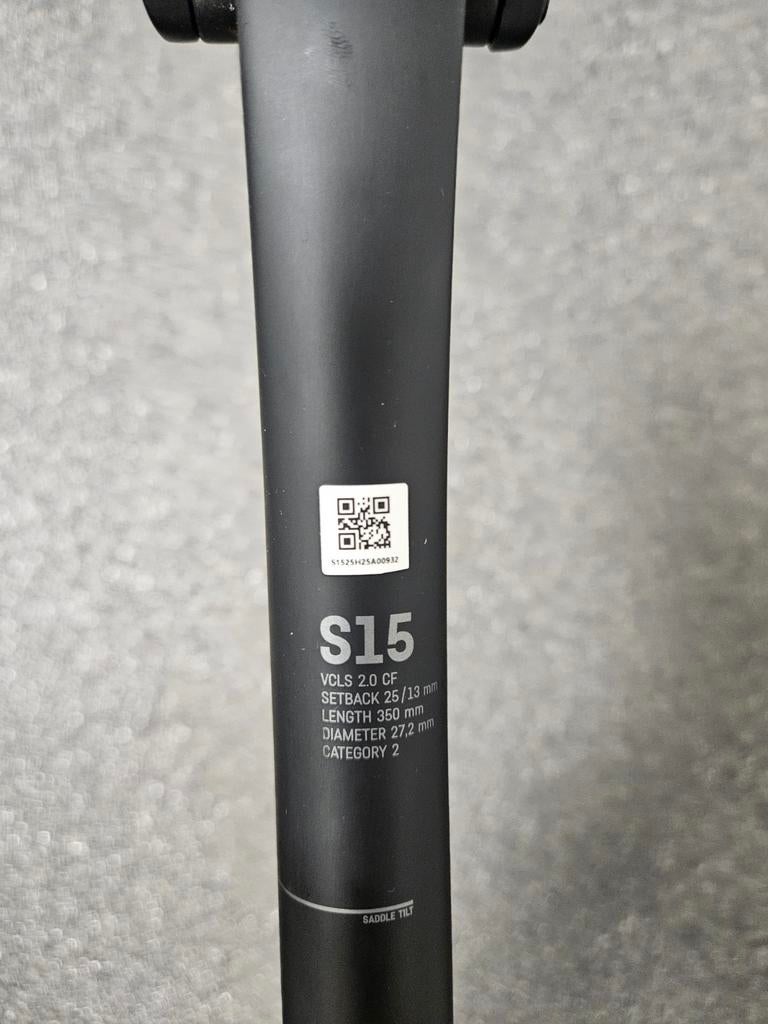 S1525H25A00932
S15
VCLS 2.0 CF
SETBACK 25/13 mm
LENGTH 350 mm
DIAMETER 27,2 mm
CATEGORY 2
SADDLE TILT